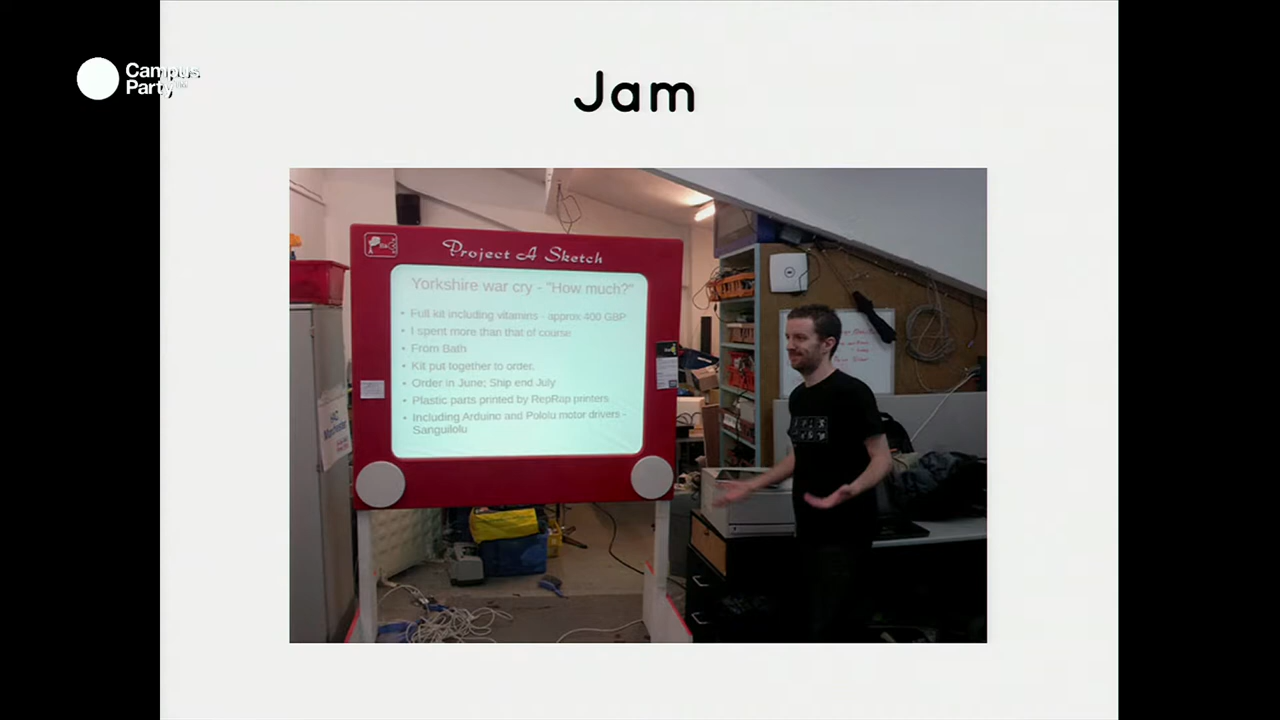 Campus
Party
Jam
Project A Sketch
Yorkshire war cry - "How much?"
• Full kit including vitamins - approx 400 GBP
• I spent more than that of course
• From Bath
• Kit put together to order.
• Order in June; Ship end July
• Plastic parts printed by RepRap printers
• Including Arduino and Pololu motor drivers -
Sanguilolu